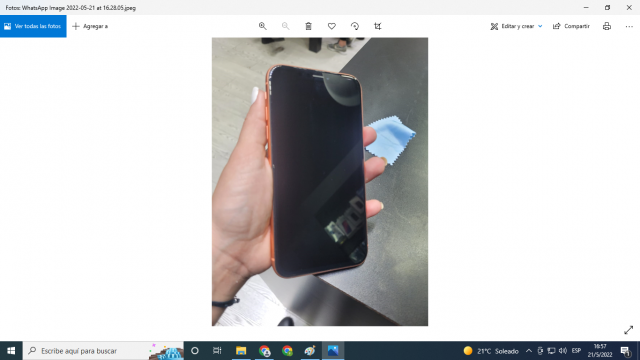 Fotos: WhatsApp Image 2022-05-21 at 16.28.05.jpeg
Ver todas las fotos
Agregar a
Editar y crear
Compartir
Escribe aquí para buscar
21°C Soleado
ESP
16:57
21/5/2022